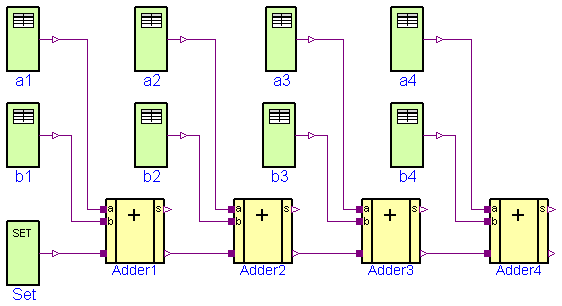 a1 a2 a3 a4
b1 b2 b3 b4
a s a s a s a s
b b b b
+ + + +
SET
Adder1 Adder2 Adder3 Adder4
Set